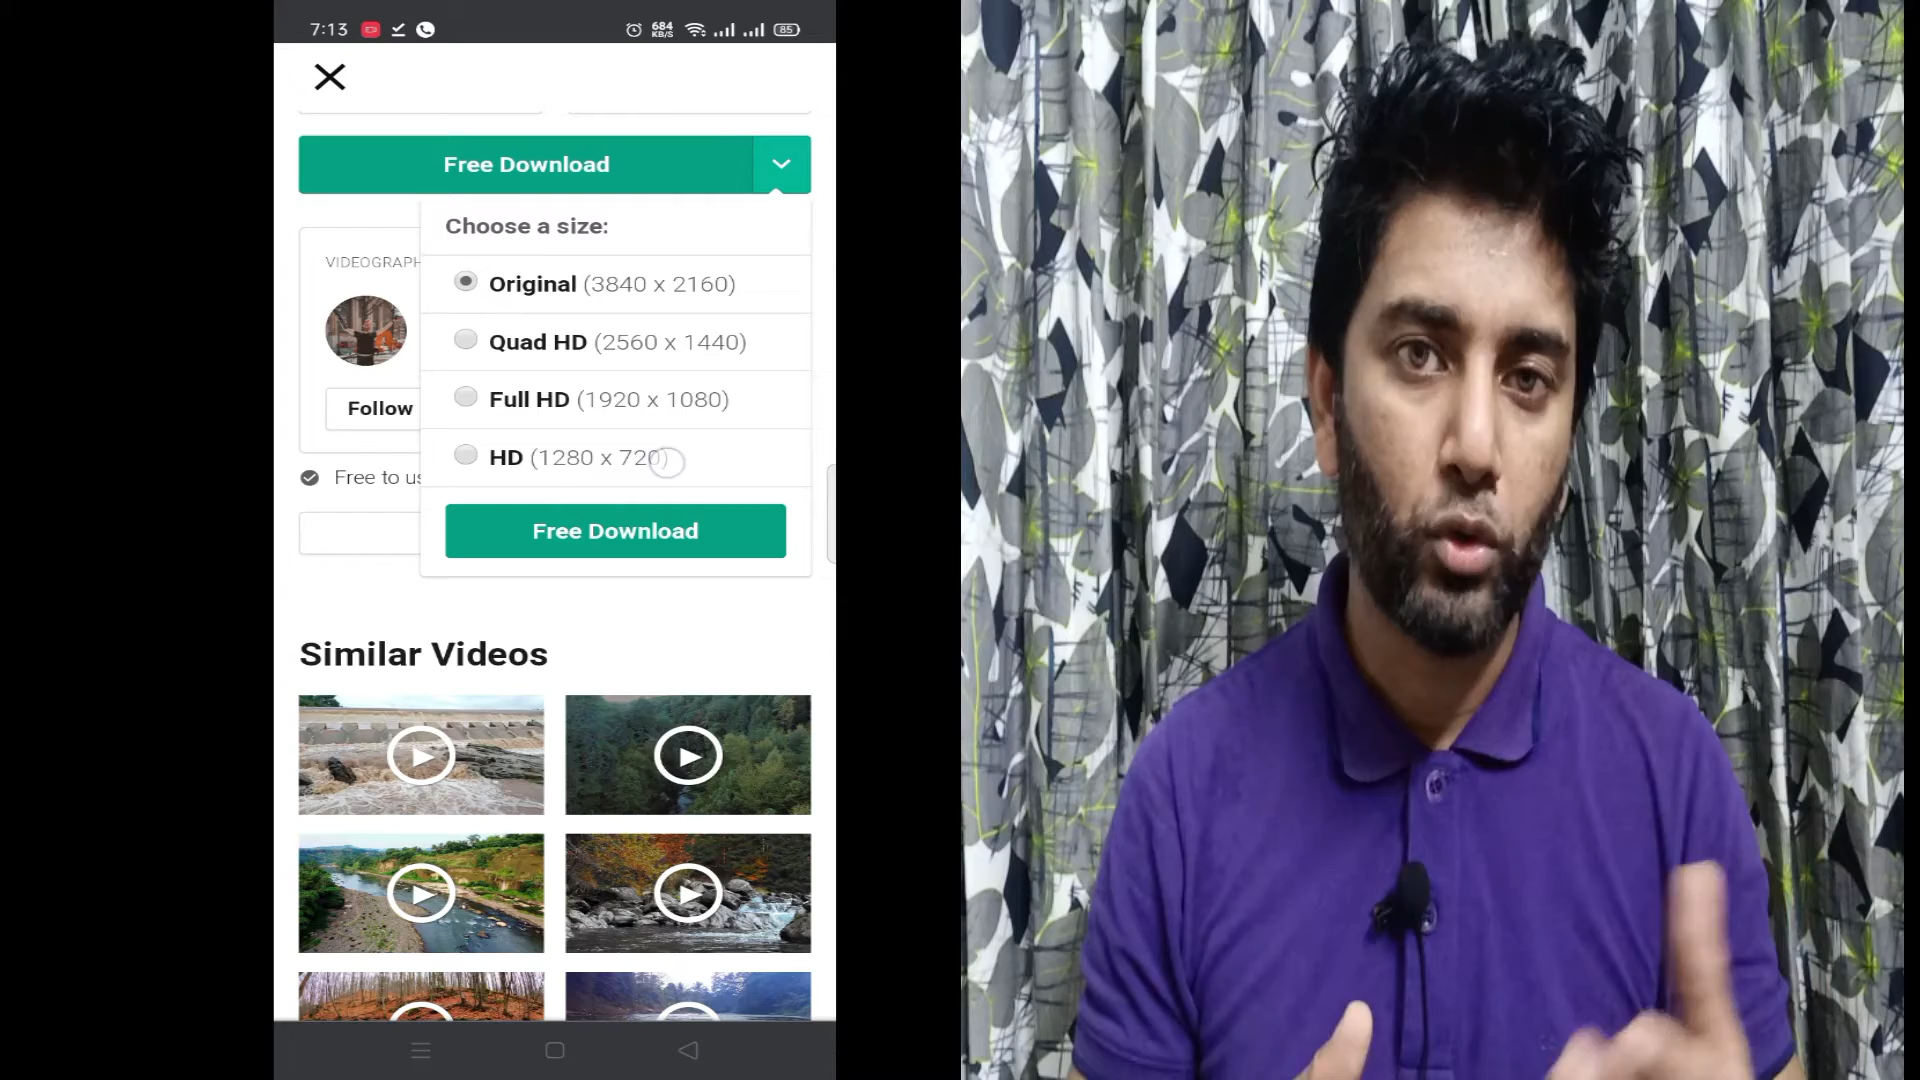 7:13
684
KB/S
85
Free Download
Choose a size:
VIDEOGRAPH
Original (3840 x 2160)
Quad HD (2560 x 1440)
Follow
Full HD (1920 x 1080)
HD (1280 x 720)
Free to us
Free Download
Similar Videos